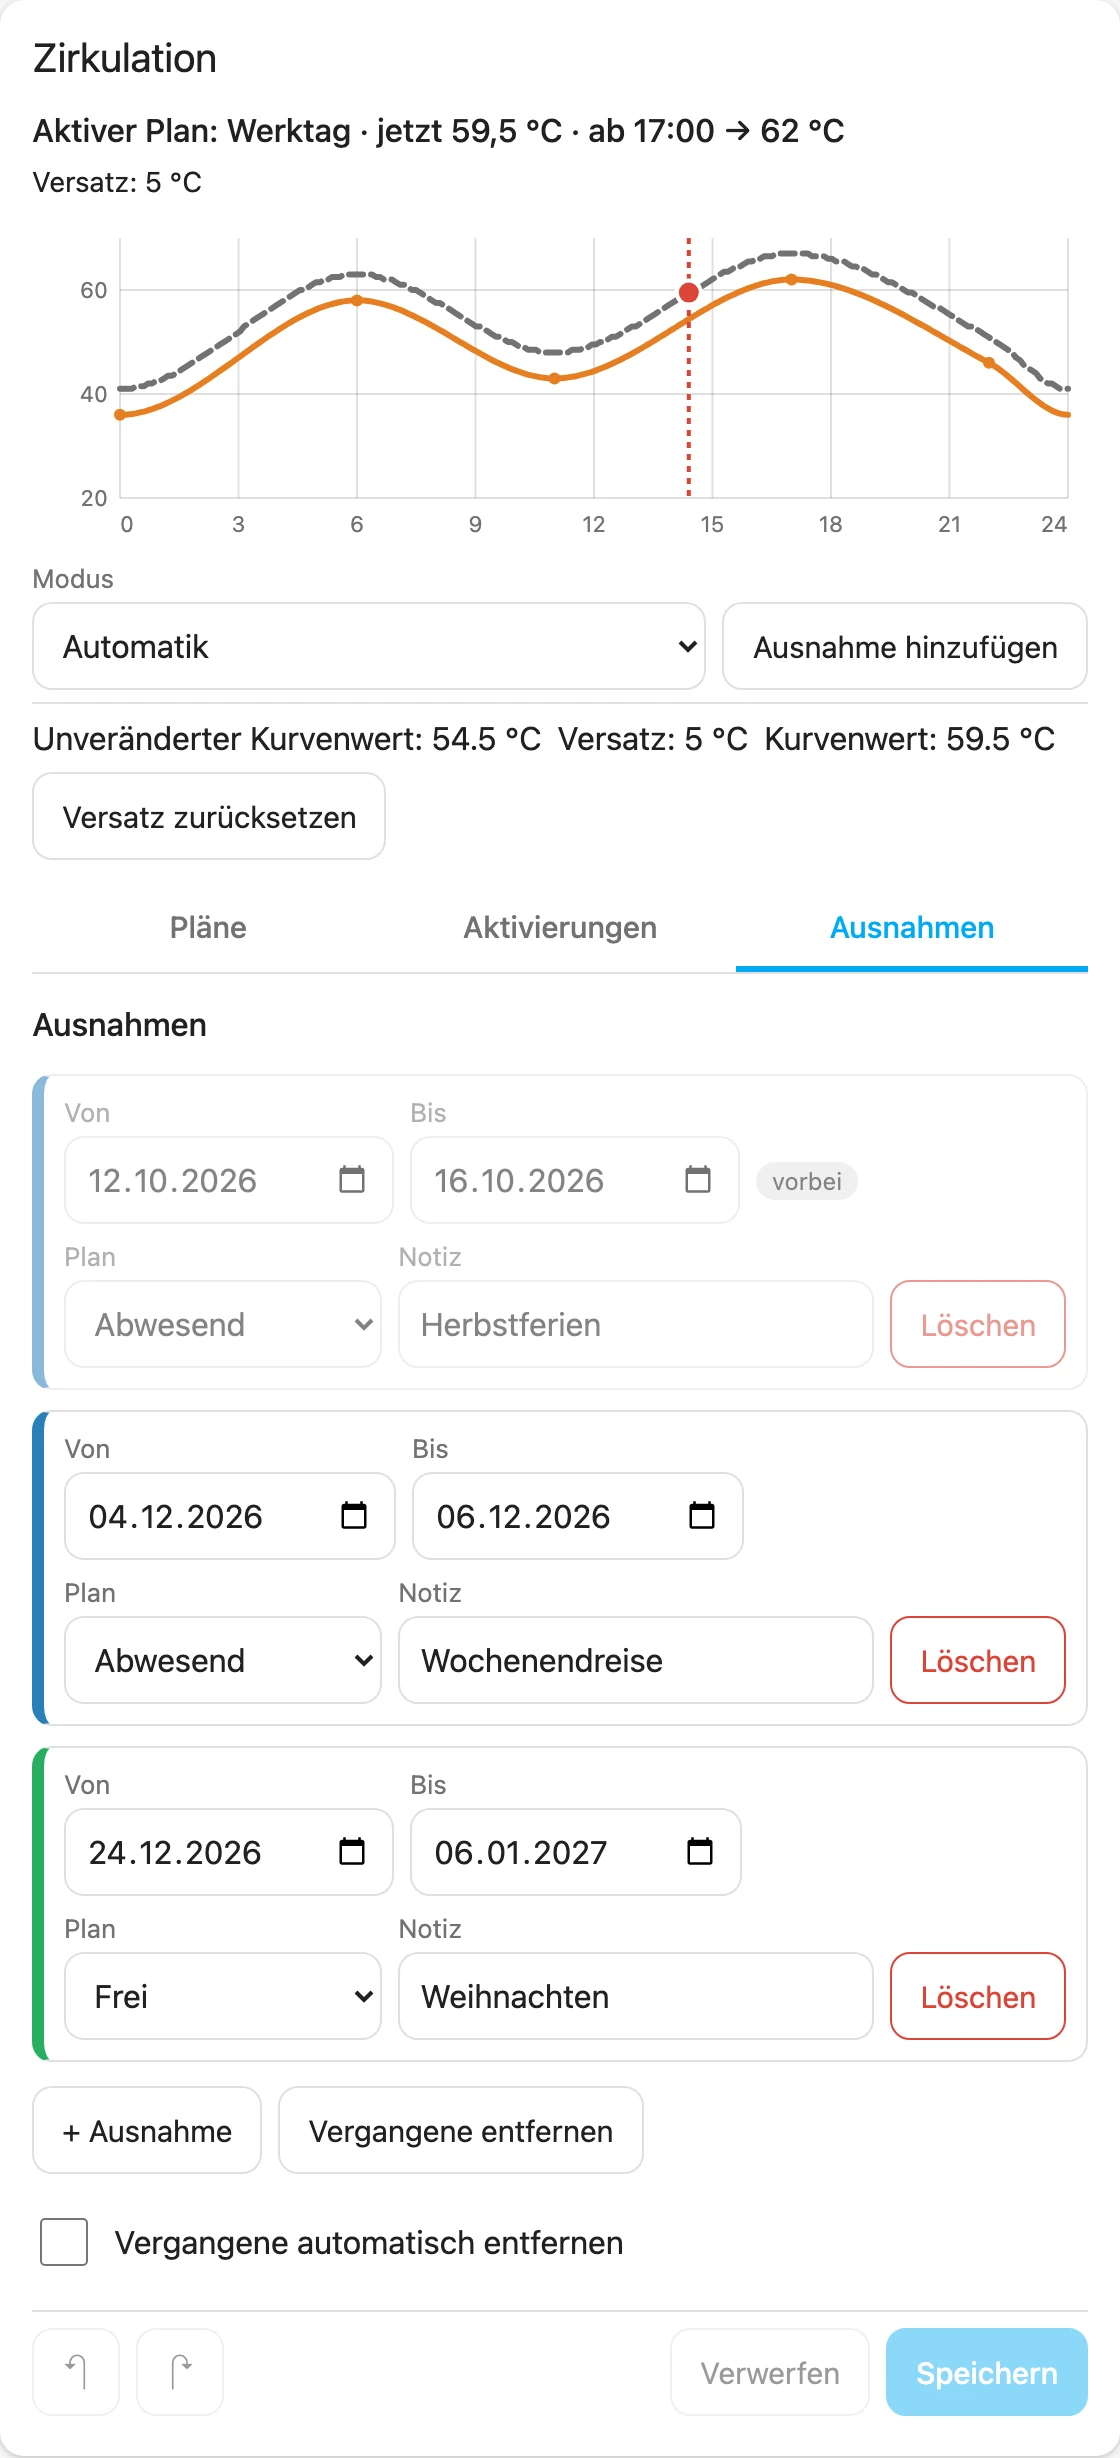 Zirkulation
Aktiver Plan: Werktag · jetzt 59,5 °C · ab 17:00 → 62 °C
Versatz: 5 °C
60
40
20
0 3 6 9 12 15 18 21 24
Modus
Automatik Ausnahme hinzufügen
Unveränderter Kurvenwert: 54.5 °C Versatz: 5 °C Kurvenwert: 59.5 °C
Versatz zurücksetzen
Pläne Aktivierungen Ausnahmen
Ausnahmen
Von Bis
12.10.2026 16.10.2026 vorbei
Plan Notiz
Abwesend Herbstferien Löschen
Von Bis
04.12.2026 06.12.2026
Plan Notiz
Abwesend Wochenendreise Löschen
Von Bis
24.12.2026 06.01.2027
Plan Notiz
Frei Weihnachten Löschen
+ Ausnahme Vergangene entfernen
Vergangene automatisch entfernen
Verwerfen Speichern